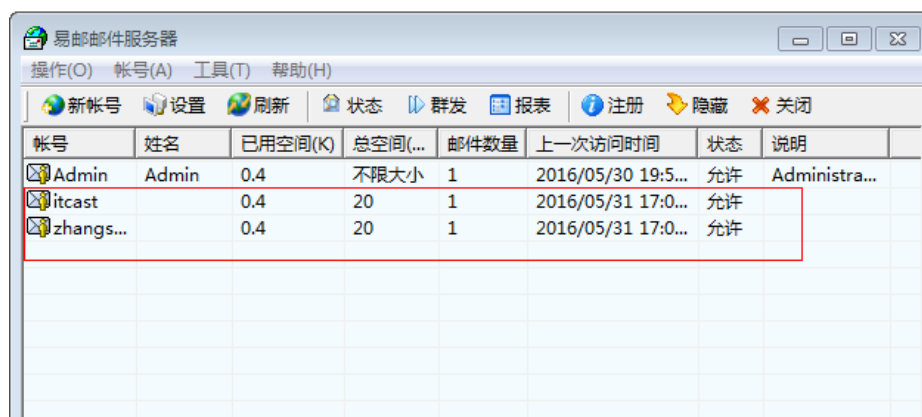 易邮邮件服务器
操作(O) 帐号(A) 工具(T) 帮助(H)
新帐号 设置 刷新 状态 群发 报表 注册 隐藏 关闭
帐号 姓名 已用空间(K) 总空间(... 邮件数量 上一次访问时间 状态 说明
Admin Admin 0.4 不限大小 1 2016/05/30 19:5... 允许 Administra...
itcast 0.4 20 1 2016/05/31 17:0... 允许
zhangs... 0.4 20 1 2016/05/31 17:0... 允许